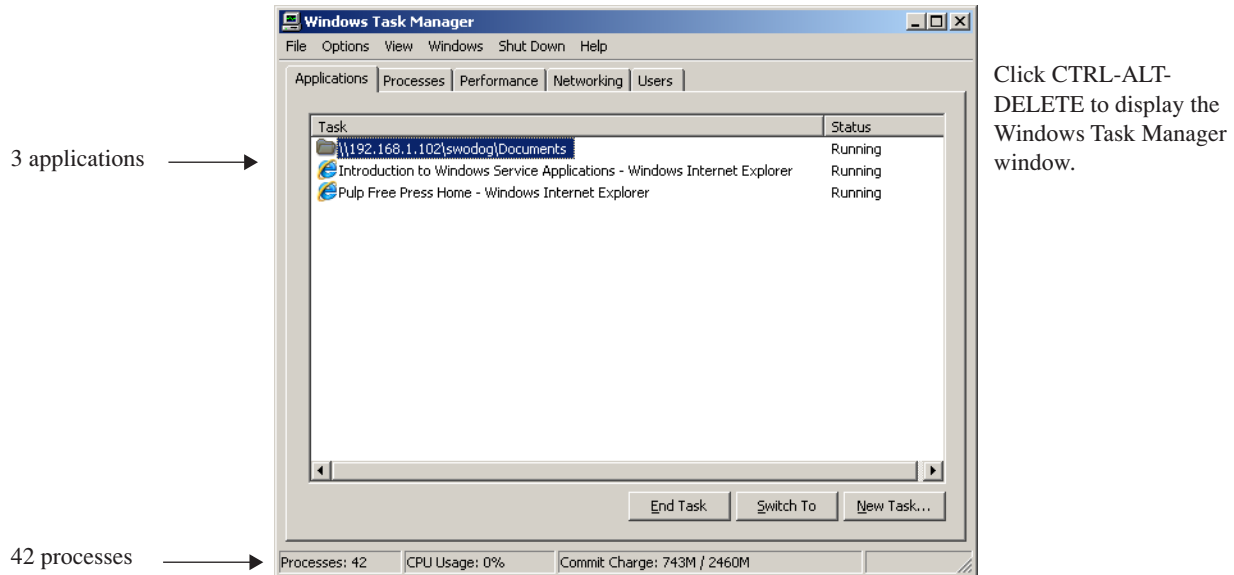 Windows Task Manager
File Options View Windows Shut Down Help
Applications Processes Performance Networking Users
Task Status
\\192.168.1.102\swodog\Documents Running
Introduction to Windows Service Applications - Windows Internet Explorer Running
Pulp Free Press Home - Windows Internet Explorer Running
3 applications
Click CTRL-ALT-
DELETE to display the
Windows Task Manager
window.
End Task Switch To New Task...
42 processes
Processes: 42 CPU Usage: 0% Commit Charge: 743M / 2460M